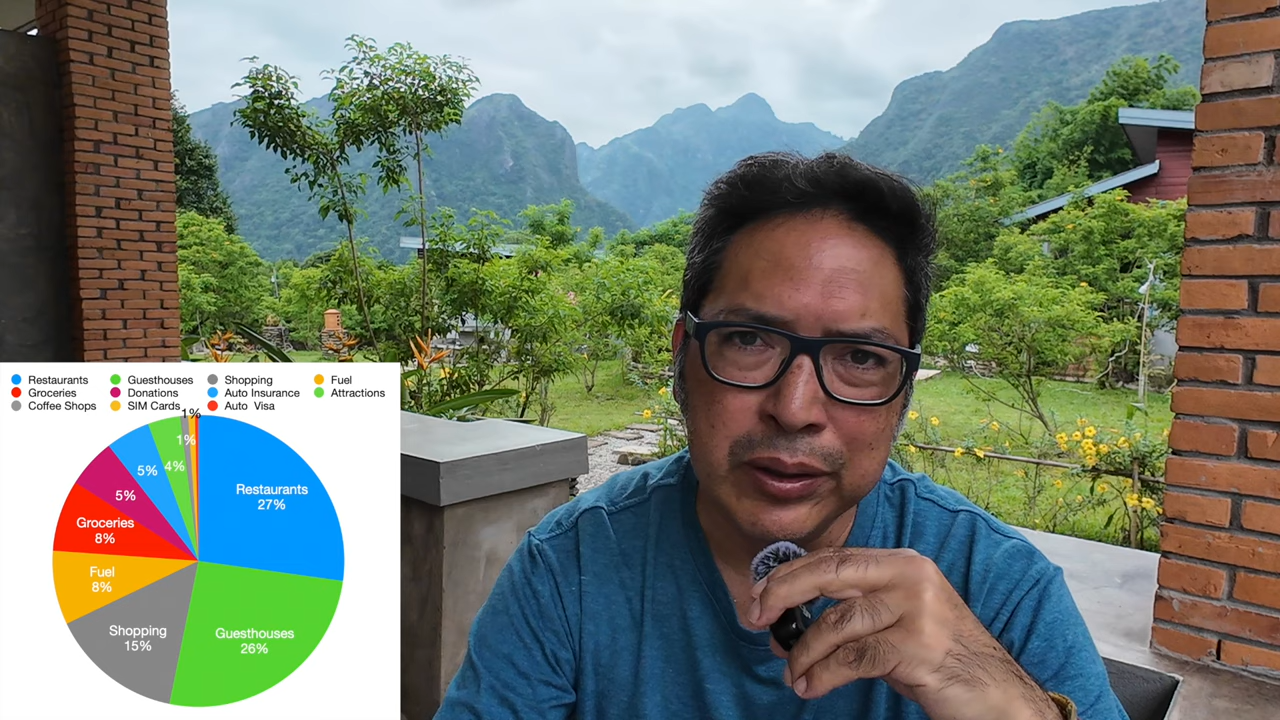 Restaurants Guesthouses Shopping Fuel
Groceries Donations Auto Insurance Attractions
Coffee Shops SIM Cards Auto Visa
1%
1%
4%
5%
5%
Restaurants
27%
Groceries
8%
Fuel
8%
Shopping
15%
Guesthouses
26%